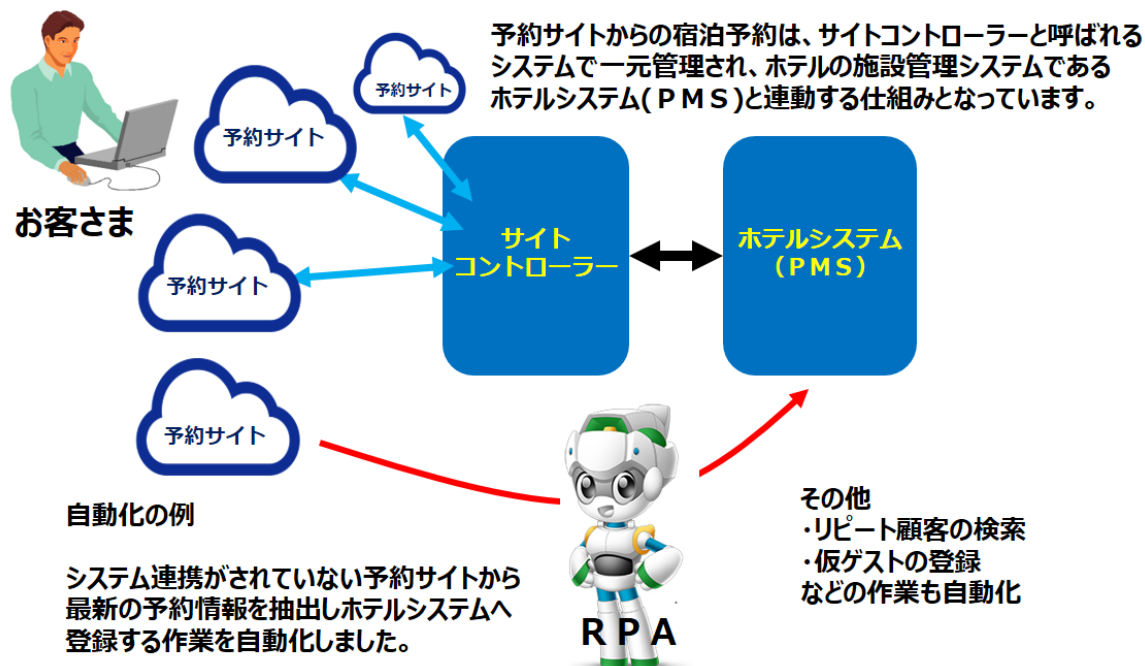 予約サイトからの宿泊予約は、サイトコントローラーと呼ばれる
システムで一元管理され、ホテルの施設管理システムである
ホテルシステム(ＰＭＳ)と連動する仕組みとなっています。
予約サイト
予約サイト
お客さま
サイト
コントローラー
ホテルシステム
（ＰＭＳ）
予約サイト
予約サイト
自動化の例
システム連携がされていない予約サイトから
最新の予約情報を抽出しホテルシステムへ
登録する作業を自動化しました。
ＲＰＡ
その他
・リピート顧客の検索
・仮ゲストの登録
などの作業も自動化